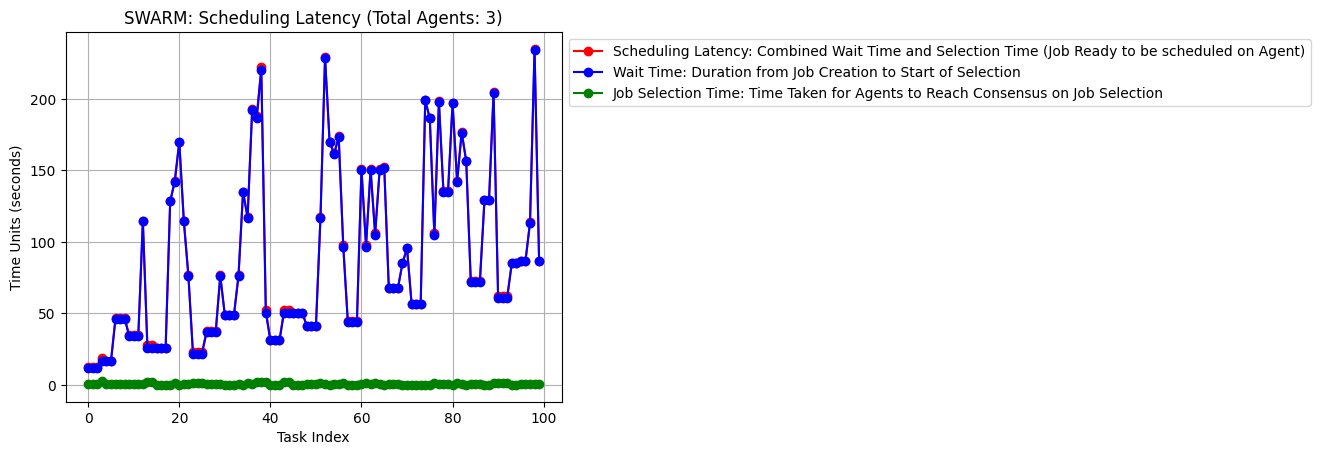 SWARM: Scheduling Latency (Total Agents: 3)
Scheduling Latency: Combined Wait Time and Selection Time (Job Ready to be scheduled on Agent)
Wait Time: Duration from Job Creation to Start of Selection
Job Selection Time: Time Taken for Agents to Reach Consensus on Job Selection
Time Units (seconds)
200
150
100
50
0
0 20 40 60 80 100
Task Index